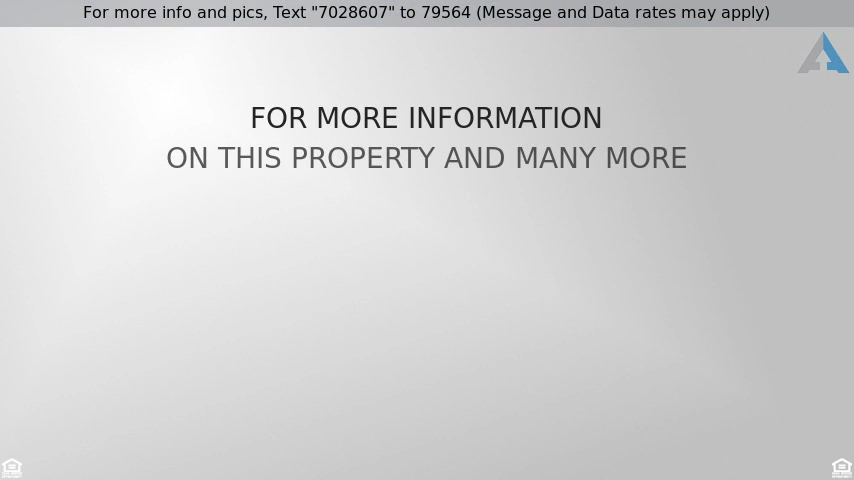 For more info and pics, Text "7028607" to 79564 (Message and Data rates may apply)
FOR MORE INFORMATION
ON THIS PROPERTY AND MANY MORE